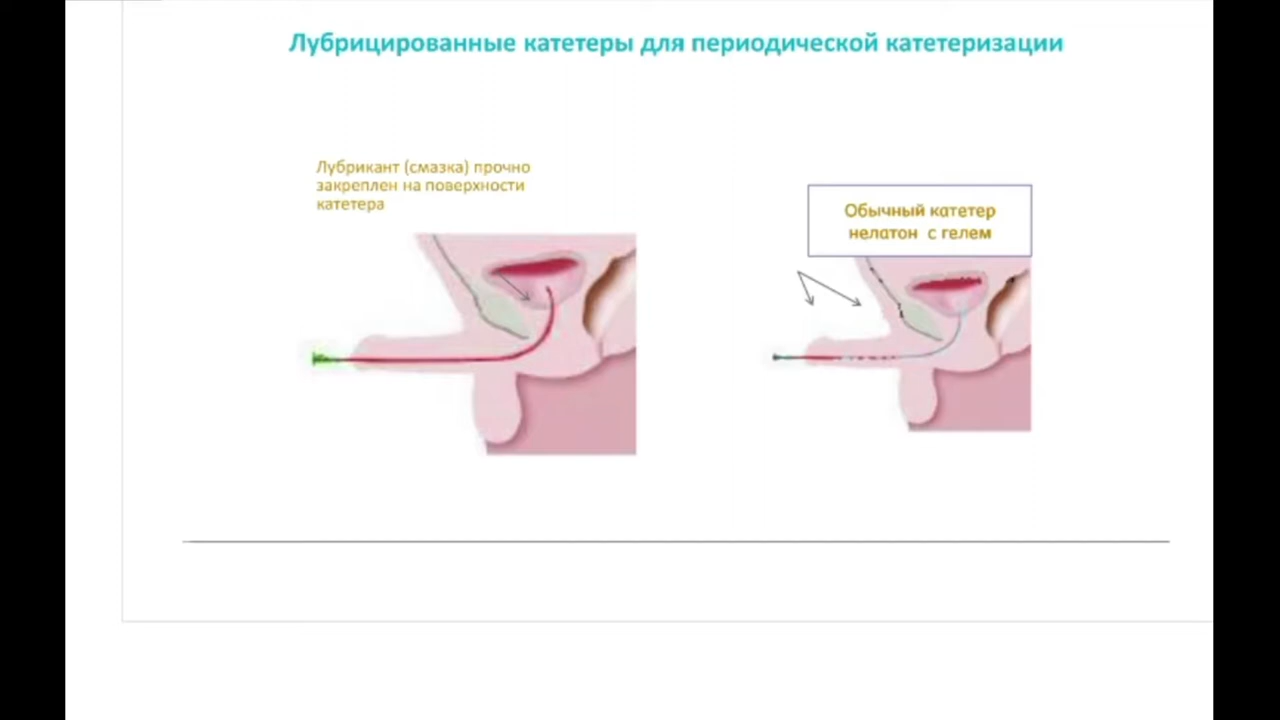 Лубрицированные катетеры для периодической катетеризации
Лубрикант (смазка) прочно
закреплен на поверхности
катетера
Обычный катетер
нелатон с гелем